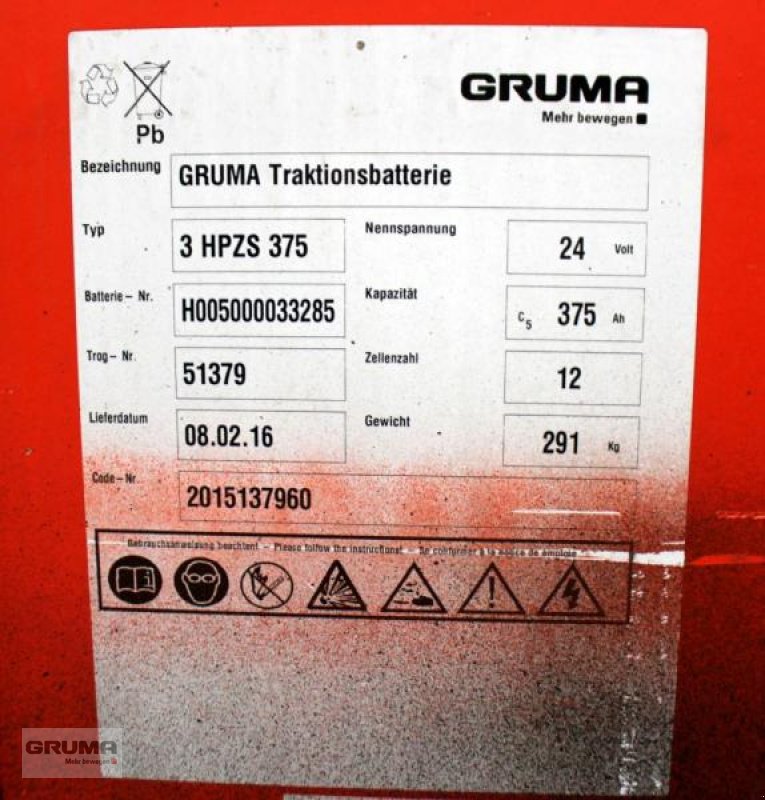 GRUMA
Mehr bewegen
Pb
Bezeichnung GRUMA Traktionsbatterie
Typ 3 HPZS 375 Nennspannung 24 Volt
Batterie - Nr. H005000033285 Kapazität C5 375 Ah
Trog - Nr. 51379 Zellenzahl 12
Lieferdatum 08.02.16 Gewicht 291 Kg
Code - Nr. 2015137960
Gebrauchsanweisung beachten! - Please follow the instructions! - Se conformer à la notice de emploie
GRUMA
Mehr bewegen